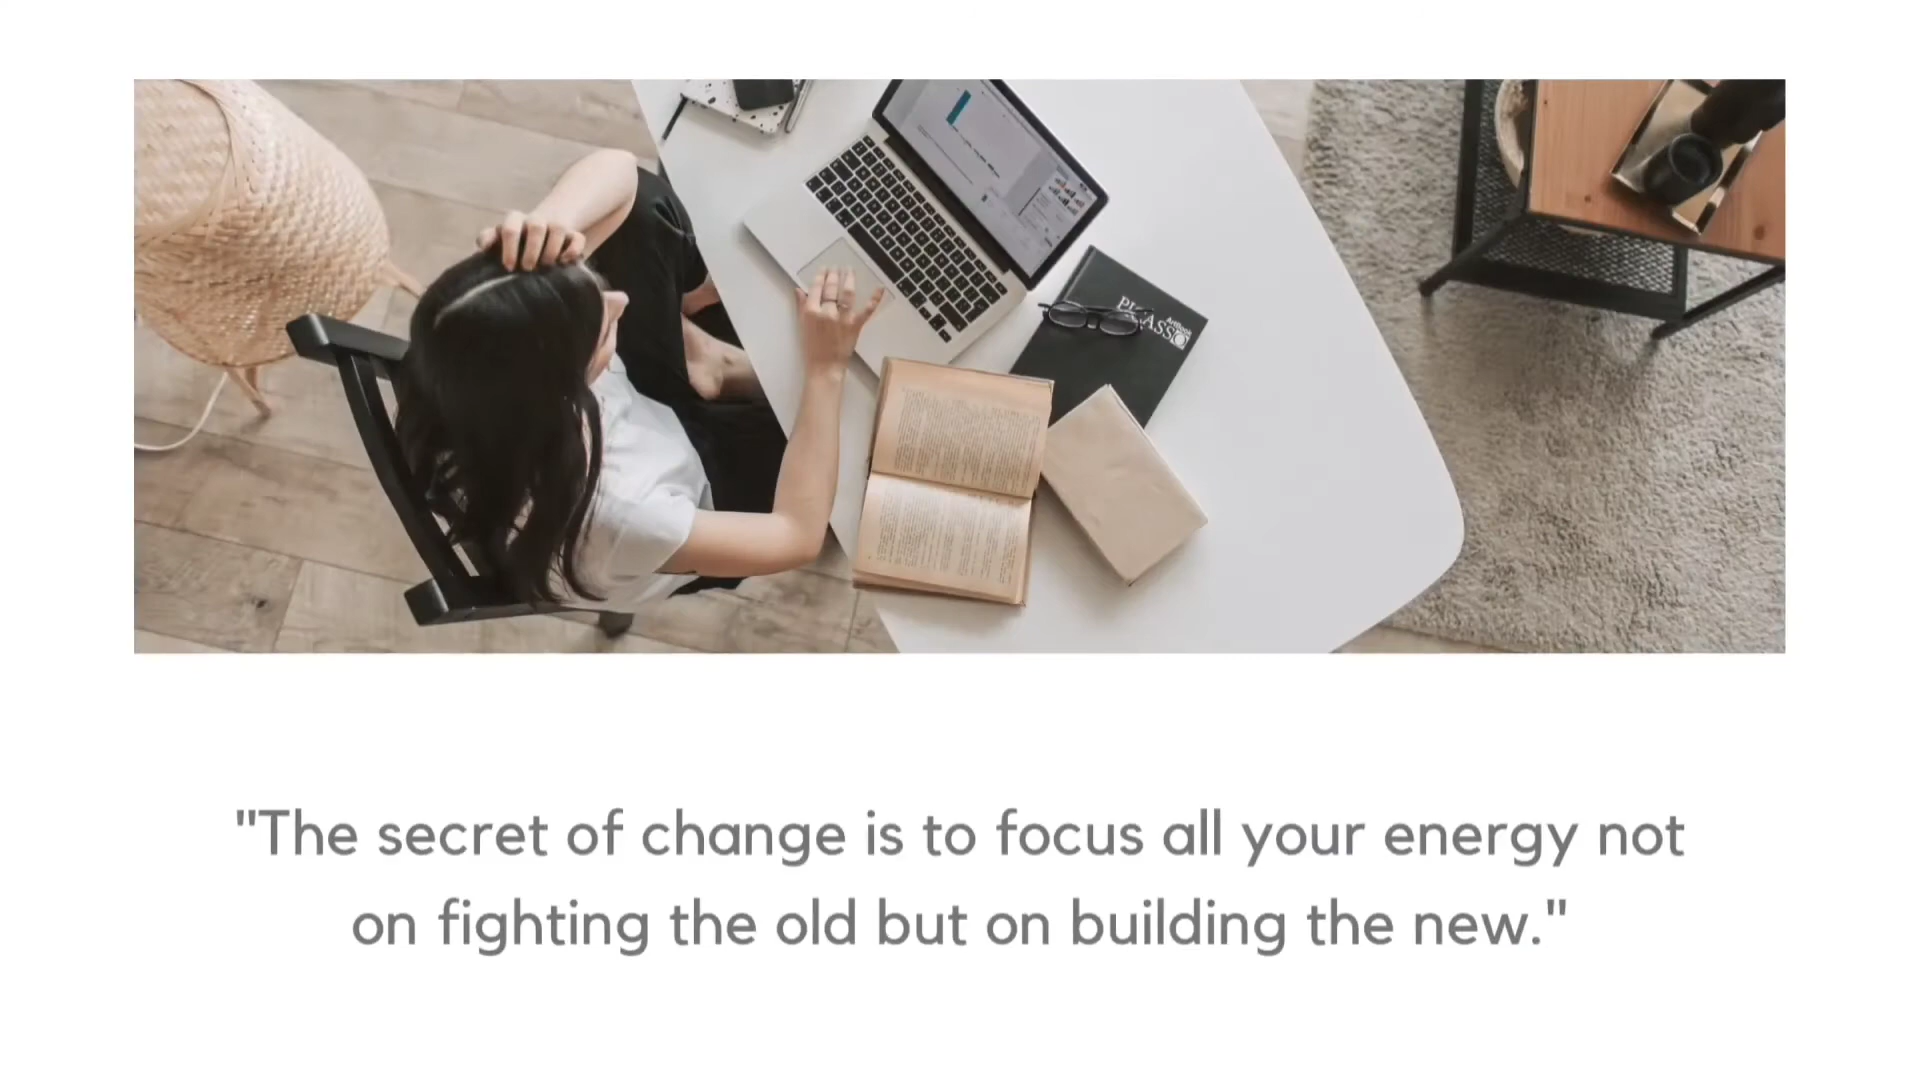 PICASSO
ArtBook
"The secret of change is to focus all your energy not
on fighting the old but on building the new."